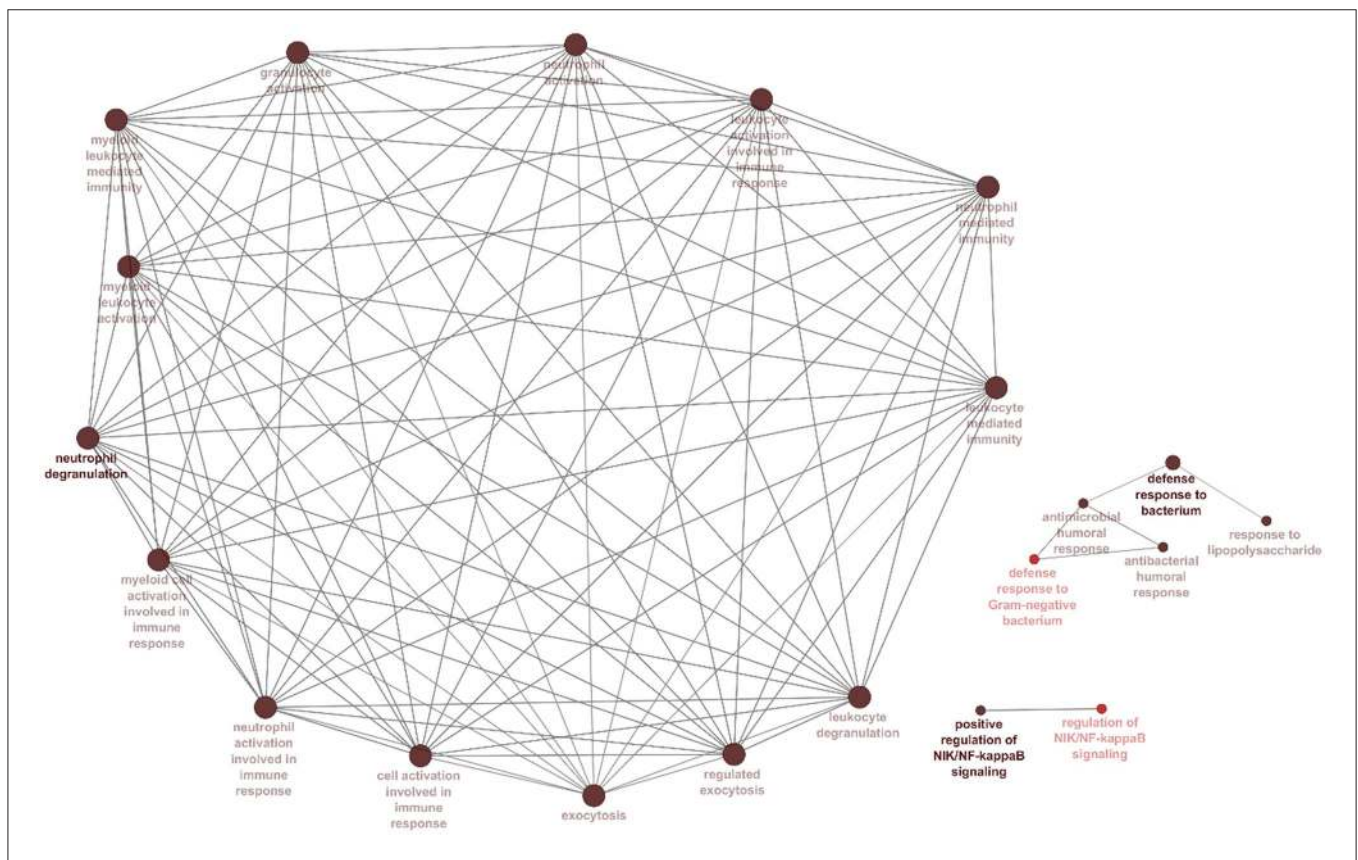 granulocyte
activation
neutrophil
activation
leukocyte
activation
involved in
immune
response
myeloid
leukocyte
mediated
immunity
neutrophil
mediated
immunity
myeloid
leukocyte
activation
leukocyte
mediated
immunity
neutrophil
degranulation
defense
response to
bacterium
antimicrobial
humoral
response
response to
lipopolysaccharide
defense
response to
Gram-negative
bacterium
antibacterial
humoral
response
myeloid cell
activation
involved in
immune
response
neutrophil
activation
involved in
immune
response
cell activation
involved in
immune
response
exocytosis
regulated
exocytosis
leukocyte
degranulation
positive
regulation of
NIK/NF-kappaB
signaling
regulation of
NIK/NF-kappaB
signaling